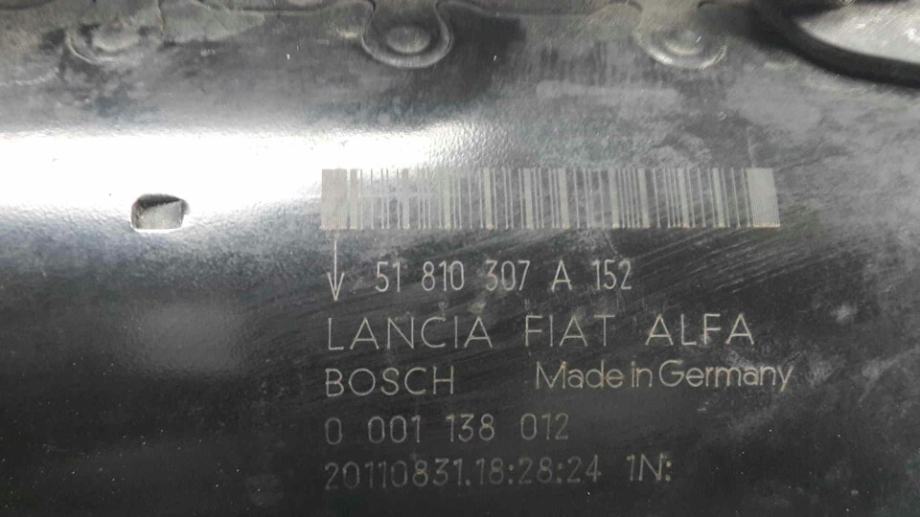 51 810 307 A 152
LANCIA FIAT ALFA
BOSCH Made in Germany
0 001 138 012
20110831.18:28:24 1N: